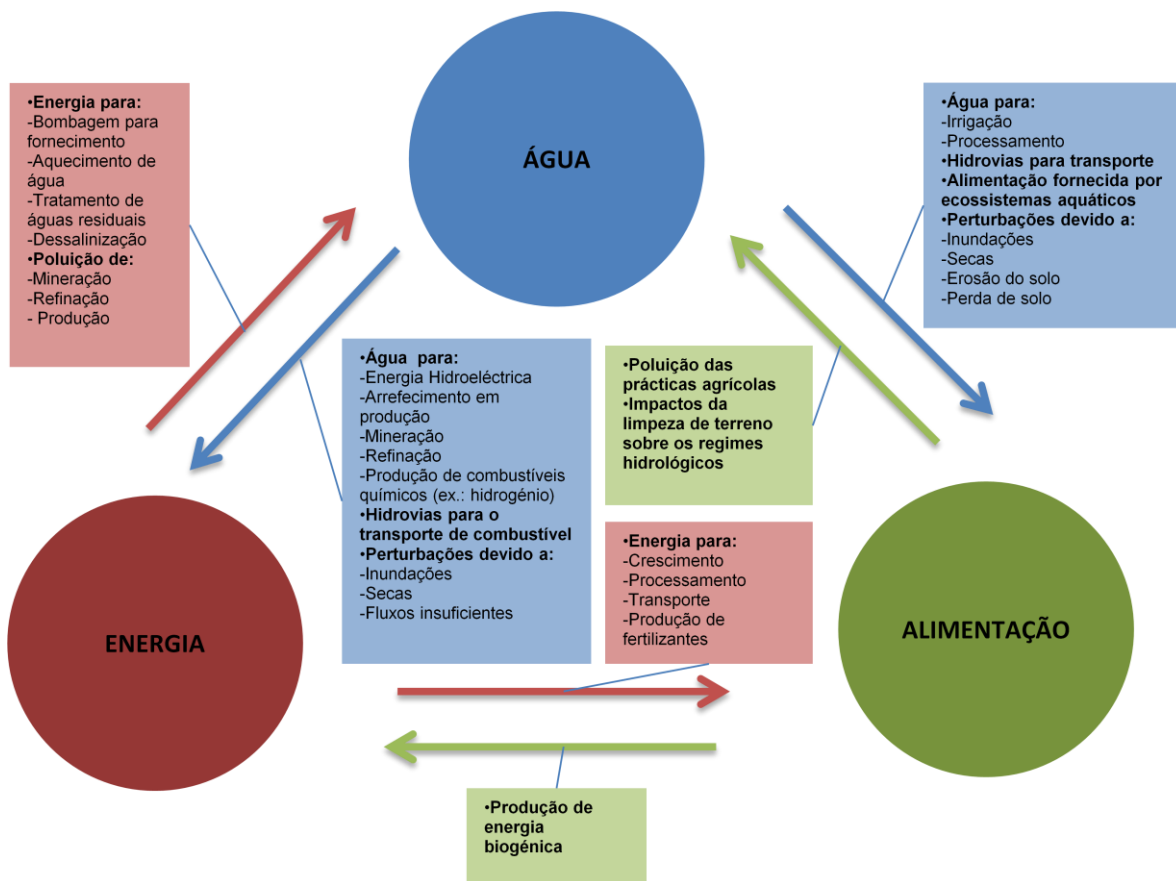 ÁGUA
•Energia para:
-Bombagem para
fornecimento
-Aquecimento de
água
-Tratamento de
águas residuais
-Dessalinização
•Poluição de:
-Mineração
-Refinação
- Produção
•Água para:
-Irrigação
-Processamento
•Hidrovias para transporte
•Alimentação fornecida por
ecossistemas aquáticos
•Perturbações devido a:
-Inundações
-Secas
-Erosão do solo
-Perda de solo
•Água  para:
-Energia Hidroeléctrica
-Arrefecimento em
produção
-Mineração
-Refinação
-Produção de combustíveis
químicos (ex.: hidrogénio)
•Hidrovias para o
transporte de combustível
•Perturbações devido a:
-Inundações
-Secas
-Fluxos insuficientes
•Poluição das
prácticas agrícolas
•Impactos da
limpeza de terreno
sobre os regimes
hidrológicos
•Energia para:
-Crescimento
-Processamento
-Transporte
-Produção de
fertilizantes
ENERGIA
ALIMENTAÇÃO
•Produção de
energia
biogénica